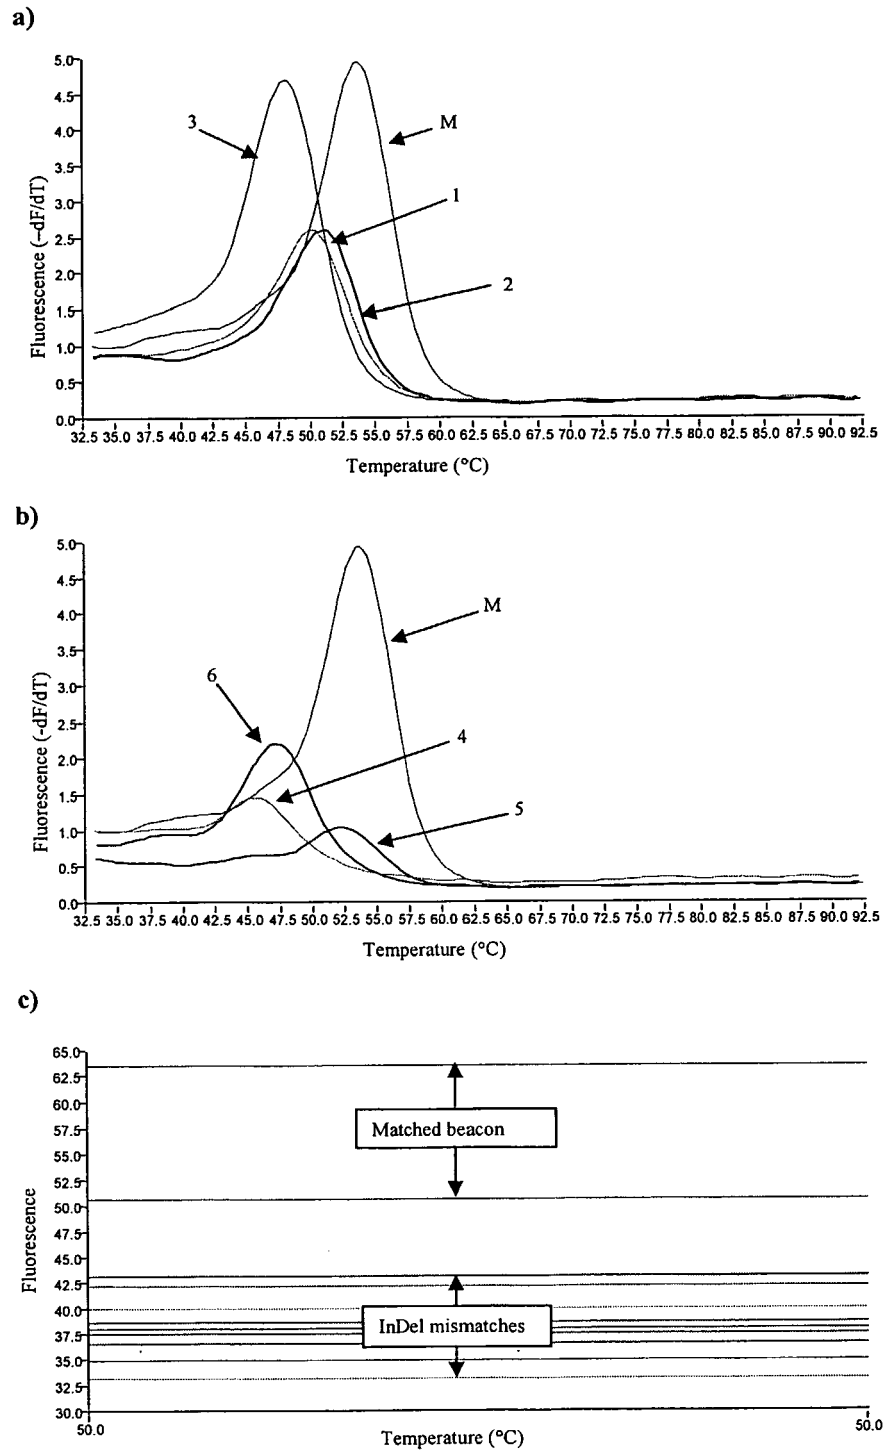 a)
5.0
4.5
4.0
3.5
3.0
2.5
2.0
1.5
1.0
0.5
0.0
Fluorescence (–dF/dT)
3
M
1
2
32.5 35.0 37.5 40.0 42.5 45.0 47.5 50.0 52.5 55.0 57.5 60.0 62.5 65.0 67.5 70.0 72.5 75.0 77.5 80.0 82.5 85.0 87.5 90.0 92.5
Temperature (°C)
b)
5.0
4.5
4.0
3.5
3.0
2.5
2.0
1.5
1.0
0.5
0.0
Fluorescence (-dF/dT)
M
6
4
5
32.5 35.0 37.5 40.0 42.5 45.0 47.5 50.0 52.5 55.0 57.5 60.0 62.5 65.0 67.5 70.0 72.5 75.0 77.5 80.0 82.5 85.0 87.5 90.0 92.5
Temperature (°C)
c)
65.0
62.5
60.0
57.5
55.0
52.5
50.0
47.5
45.0
42.5
40.0
37.5
35.0
32.5
30.0
Fluorescence
Matched beacon
InDel mismatches
50.0 50.0
Temperature (°C)